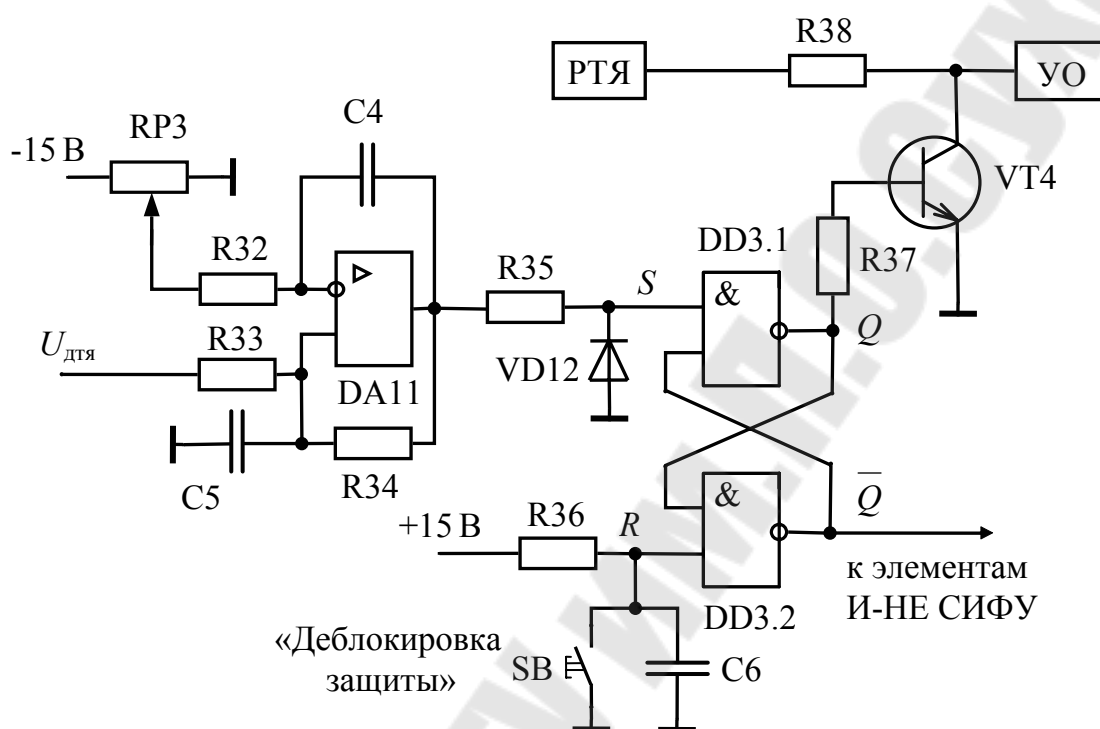 R38
РТЯ
УО
C4
RP3
-15 В
VT4
R32
R35
S
DD3.1
&
R37
Q
R33
Uдтя
DA11
VD12
C5
R34
&
Q̅
+15 В
R36
R
DD3.2
к элементам
И-НЕ СИФУ
«Деблокировка
защиты»
SB
C6